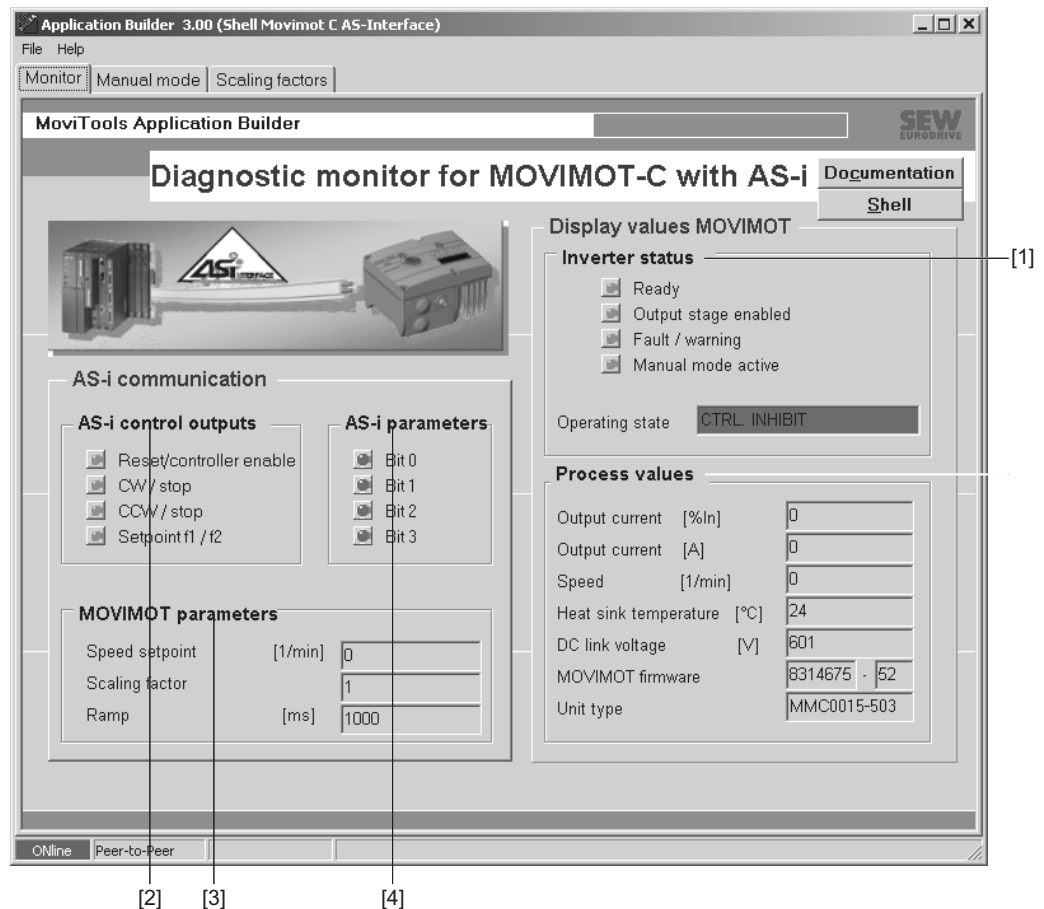 Application Builder 3.00 (Shell Movimot C AS-Interface)
File Help
Monitor Manual mode Scaling factors
MoviTools Application Builder
SEW
EURODRIVE
Diagnostic monitor for MOVIMOT-C with AS-i
Documentation
Shell
ASi INTERFACE
Display values MOVIMOT
Inverter status
[1]
Ready
Output stage enabled
Fault / warning
Manual mode active
Operating state CTRL. INHIBIT
AS-i communication
AS-i control outputs
Reset/controller enable
CW / stop
CCW / stop
Setpoint f1 / f2
AS-i parameters
Bit 0
Bit 1
Bit 2
Bit 3
MOVIMOT parameters
Speed setpoint [1/min] 0
Scaling factor 1
Ramp [ms] 1000
Process values
Output current [%In] 0
Output current [A] 0
Speed [1/min] 0
Heat sink temperature [°C] 24
DC link voltage [V] 601
MOVIMOT firmware 8314675 - 52
Unit type MMC0015-503
ONline Peer-to-Peer
[2] [3] [4]